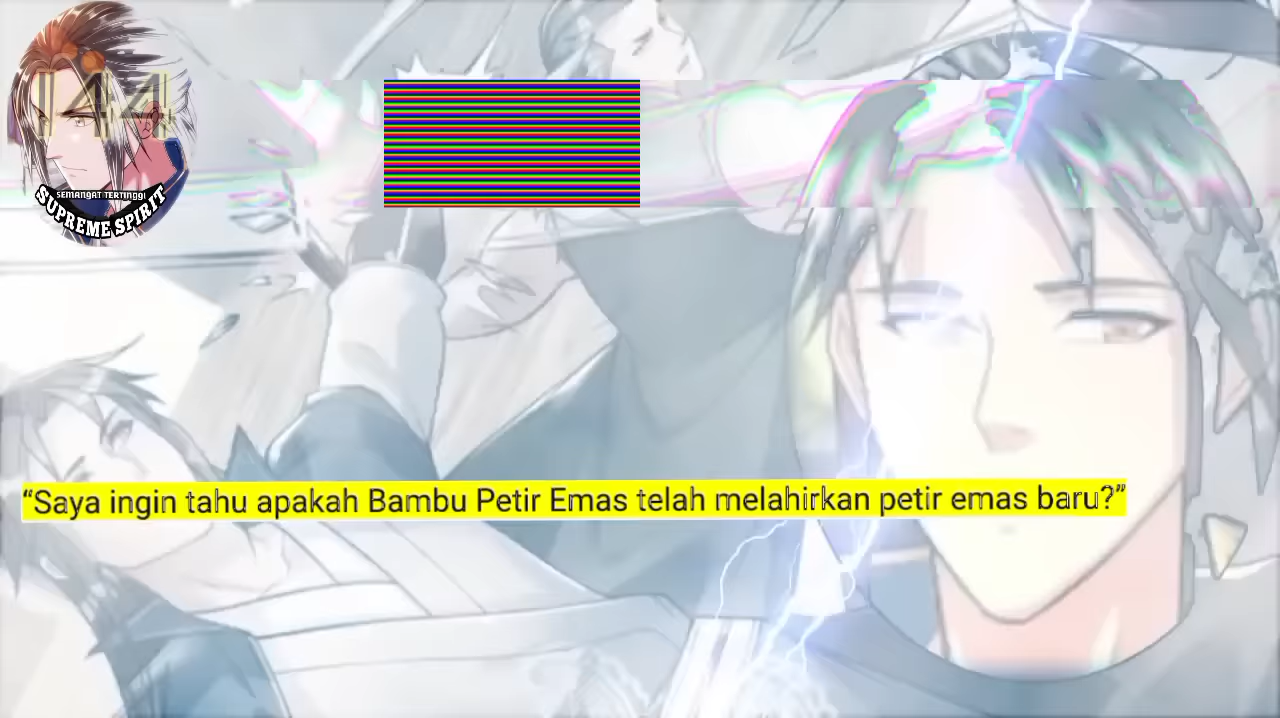 144
SEMANGAT TERTINGGI
SUPREME SPIRIT
“Saya ingin tahu apakah Bambu Petir Emas telah melahirkan petir emas baru?”